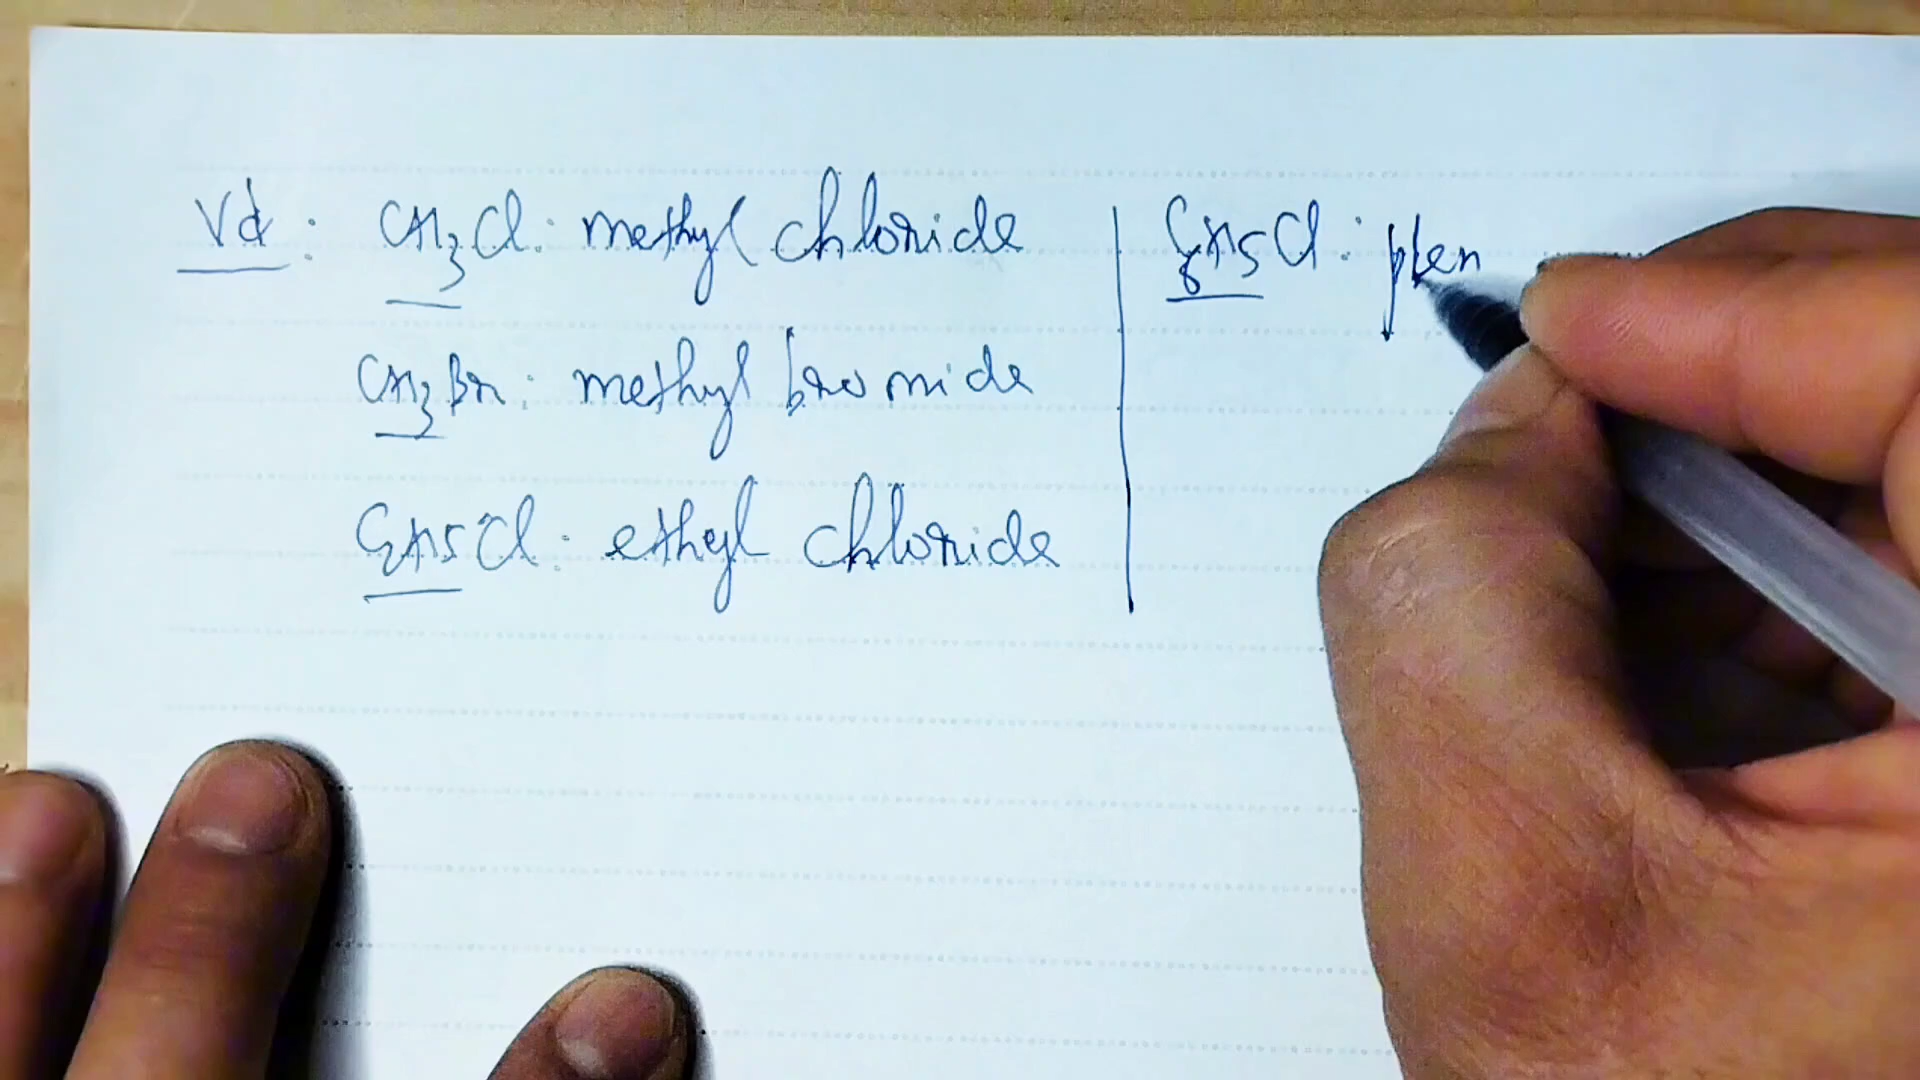 Vd: CH3Cl: methyl chloride
CH3Br: methyl bromide
C2H5Cl: ethyl chloride
C6H5Cl: phen